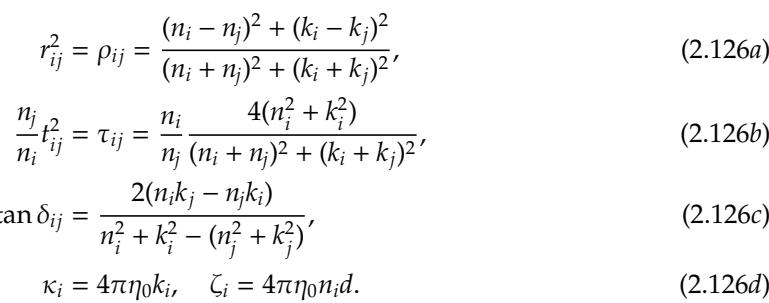 $r_{ij}^2 = \rho_{ij} = \frac{(n_i - n_j)^2 + (k_i - k_j)^2}{(n_i + n_j)^2 + (k_i + k_j)^2},$ (2.126a)
$\frac{n_j}{n_i} t_{ij}^2 = \tau_{ij} = \frac{n_i}{n_j} \frac{4(n_i^2 + k_i^2)}{(n_i + n_j)^2 + (k_i + k_j)^2},$ (2.126b)
$\tan \delta_{ij} = \frac{2(n_i k_j - n_j k_i)}{n_i^2 + k_i^2 - (n_j^2 + k_j^2)},$ (2.126c)
$\kappa_i = 4\pi\eta_0 k_i, \quad \zeta_i = 4\pi\eta_0 n_i d.$ (2.126d)